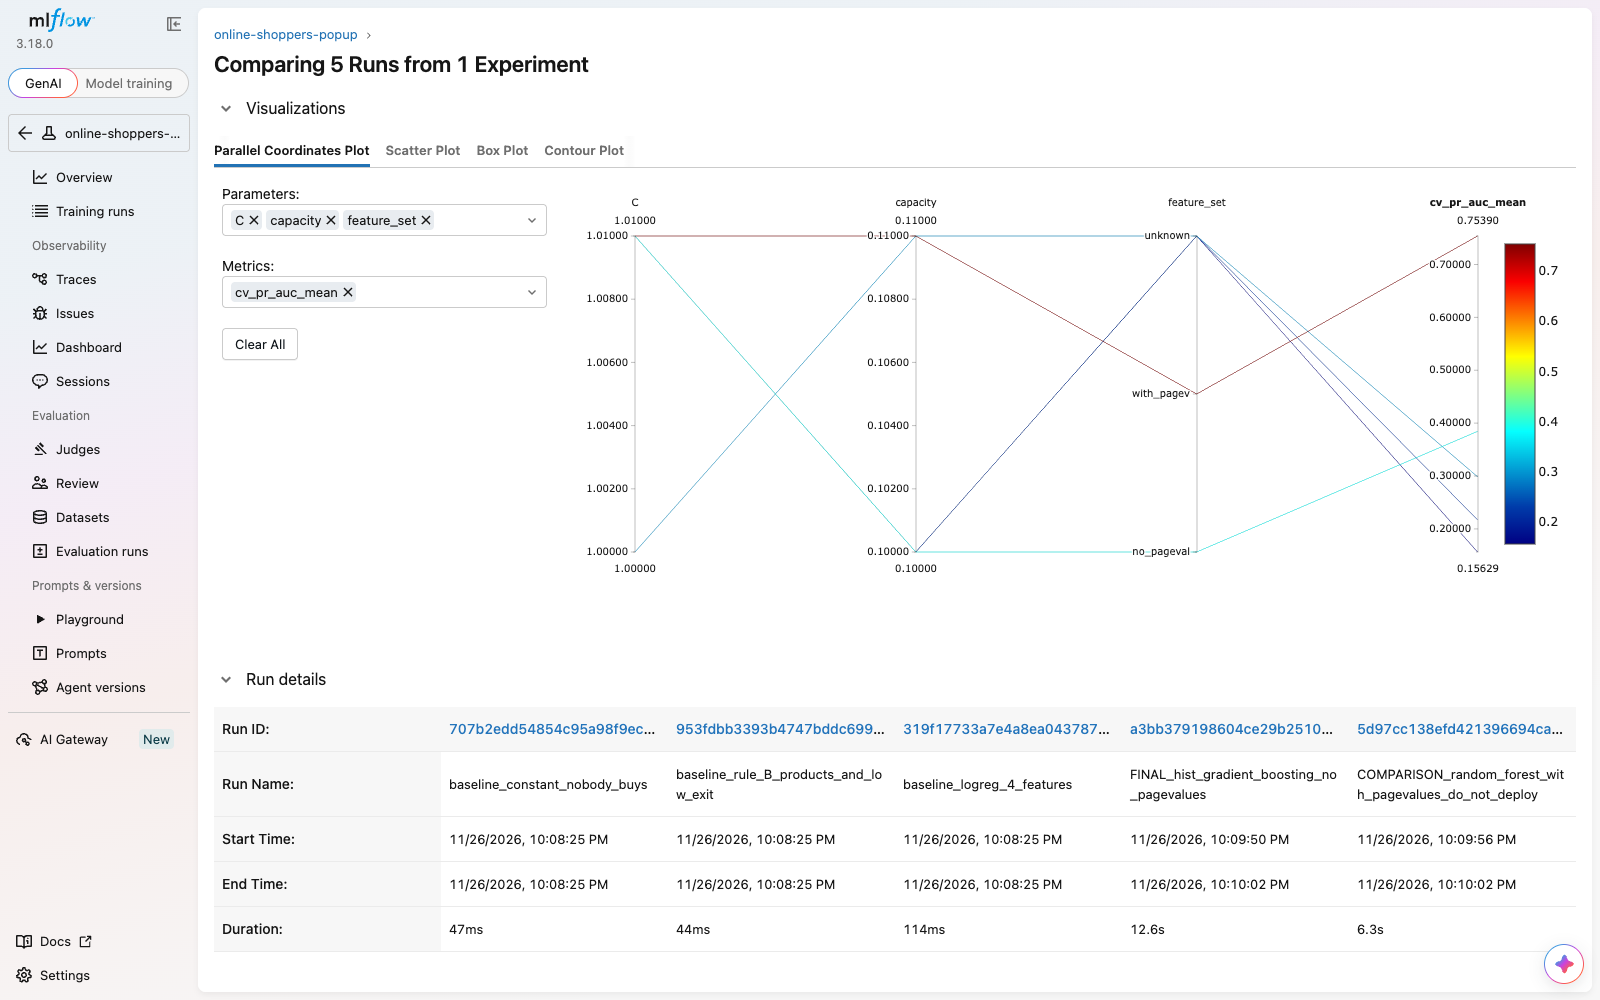 mlflow
3.18.0
GenAI
Model training
online-shoppers-...
Overview
Training runs
Observability
Traces
Issues
Dashboard
Sessions
Evaluation
Judges
Review
Datasets
Evaluation runs
Prompts & versions
Playground
Prompts
Agent versions
AI Gateway
New
Docs
Settings
online-shoppers-popup
Comparing 5 Runs from 1 Experiment
Visualizations
Parallel Coordinates Plot Scatter Plot Box Plot Contour Plot
Parameters:
C capacity feature_set
Metrics:
cv_pr_auc_mean
Clear All
C
1.01000
1.01000
1.00800
1.00600
1.00400
1.00200
1.00000
1.00000
capacity
0.11000
0.11000
0.10800
0.10600
0.10400
0.10200
0.10000
0.10000
feature_set
unknown
with_pagev
no_pageval
cv_pr_auc_mean
0.75390
0.70000
0.60000
0.50000
0.40000
0.30000
0.20000
0.15629
0.7
0.6
0.5
0.4
0.3
0.2
Run details
Run ID: 707b2edd54854c95a98f9ec... 953fdbb3393b4747bddc699... 319f17733a7e4a8ea043787... a3bb379198604ce29b2510... 5d97cc138efd421396694ca...
Run Name:
baseline_constant_nobody_buys
baseline_rule_B_products_and_lo
w_exit
baseline_logreg_4_features
FINAL_hist_gradient_boosting_no
_pagevalues
COMPARISON_random_forest_wit
h_pagevalues_do_not_deploy
Start Time: 11/26/2026, 10:08:25 PM 11/26/2026, 10:08:25 PM 11/26/2026, 10:08:25 PM 11/26/2026, 10:09:50 PM 11/26/2026, 10:09:56 PM
End Time: 11/26/2026, 10:08:25 PM 11/26/2026, 10:08:25 PM 11/26/2026, 10:08:25 PM 11/26/2026, 10:10:02 PM 11/26/2026, 10:10:02 PM
Duration: 47ms 44ms 114ms 12.6s 6.3s